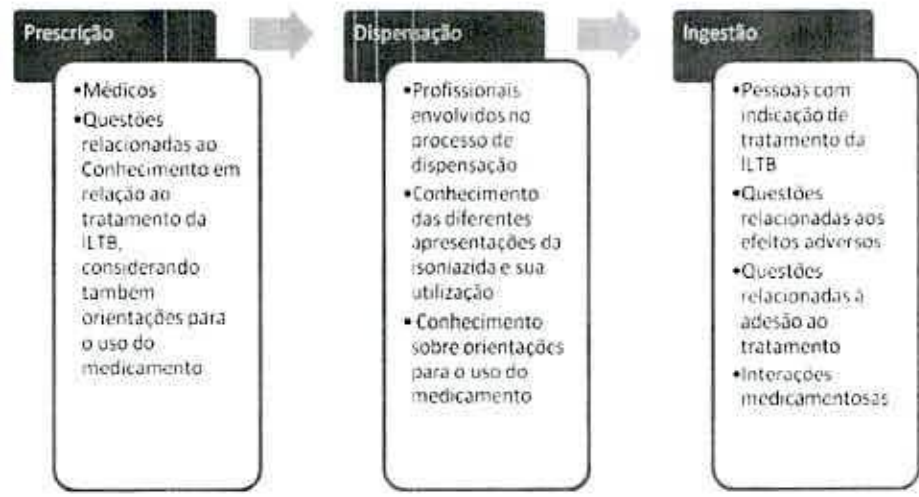 Prescrição
•Médicos
•Questões
relacionadas ao
Conhecimento em
relação ao
tratamento da
ILTB,
considerando
também
orientações para
o uso do
medicamento
Dispensação
•Profissionais
envolvidos no
processo de
dispensação
•Conhecimento
das diferentes
apresentações da
isoniazida e sua
utilização
▪ Conhecimento
sobre orientações
para o uso do
medicamento
Ingestão
•Pessoas com
indicação de
tratamento da
ILTB
•Questões
relacionadas aos
efeitos adversos
•Questões
relacionadas à
adesão ao
tratamento
•Interações
medicamentosas